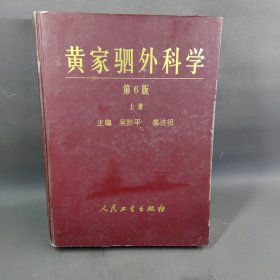 黄家驷外科学
第6版
上册
主编 吴阶平 裘法祖
人民卫生出版社